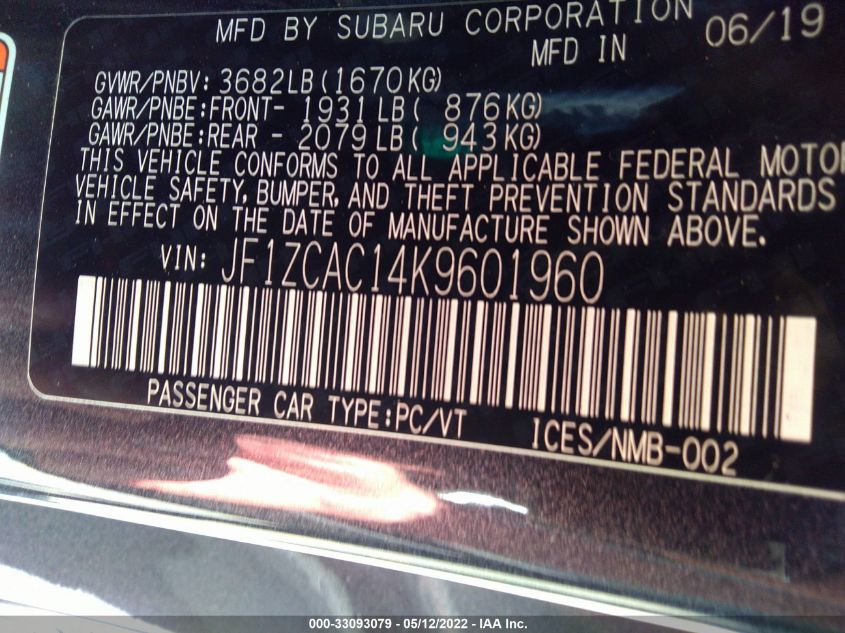 MFD BY SUBARU CORPORATION
MFD IN 06/19
GVWR/PNBV: 3682LB(1670KG)
GAWR/PNBE:FRONT- 1931LB( 876KG)
GAWR/PNBE:REAR - 2079LB( 943KG)
THIS VEHICLE CONFORMS TO ALL APPLICABLE FEDERAL MOTOR
VEHICLE SAFETY, BUMPER, AND THEFT PREVENTION STANDARDS
IN EFFECT ON THE DATE OF MANUFACTURE SHOWN ABOVE.
VIN: JF1ZCAC14K9601960
PASSENGER CAR TYPE:PC/VT
ICES/NMB-002
000-33093079 - 05/12/2022 - IAA Inc.